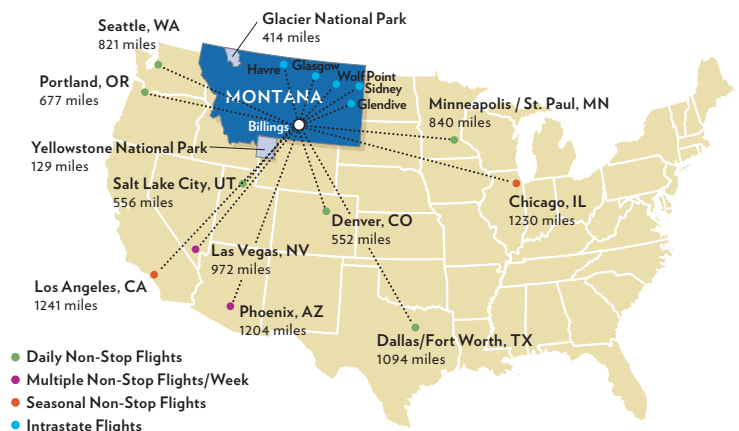 Seattle, WA
821 miles
Glacier National Park
414 miles
Portland, OR
677 miles
Havre
Glasgow
Wolf Point
Sidney
Glendive
MONTANA
Billings
Minneapolis / St. Paul, MN
840 miles
Yellowstone National Park
129 miles
Salt Lake City, UT
556 miles
Chicago, IL
1230 miles
Denver, CO
552 miles
Las Vegas, NV
972 miles
Los Angeles, CA
1241 miles
Phoenix, AZ
1204 miles
Dallas/Fort Worth, TX
1094 miles
Daily Non-Stop Flights
Multiple Non-Stop Flights/Week
Seasonal Non-Stop Flights
Intrastate Flights